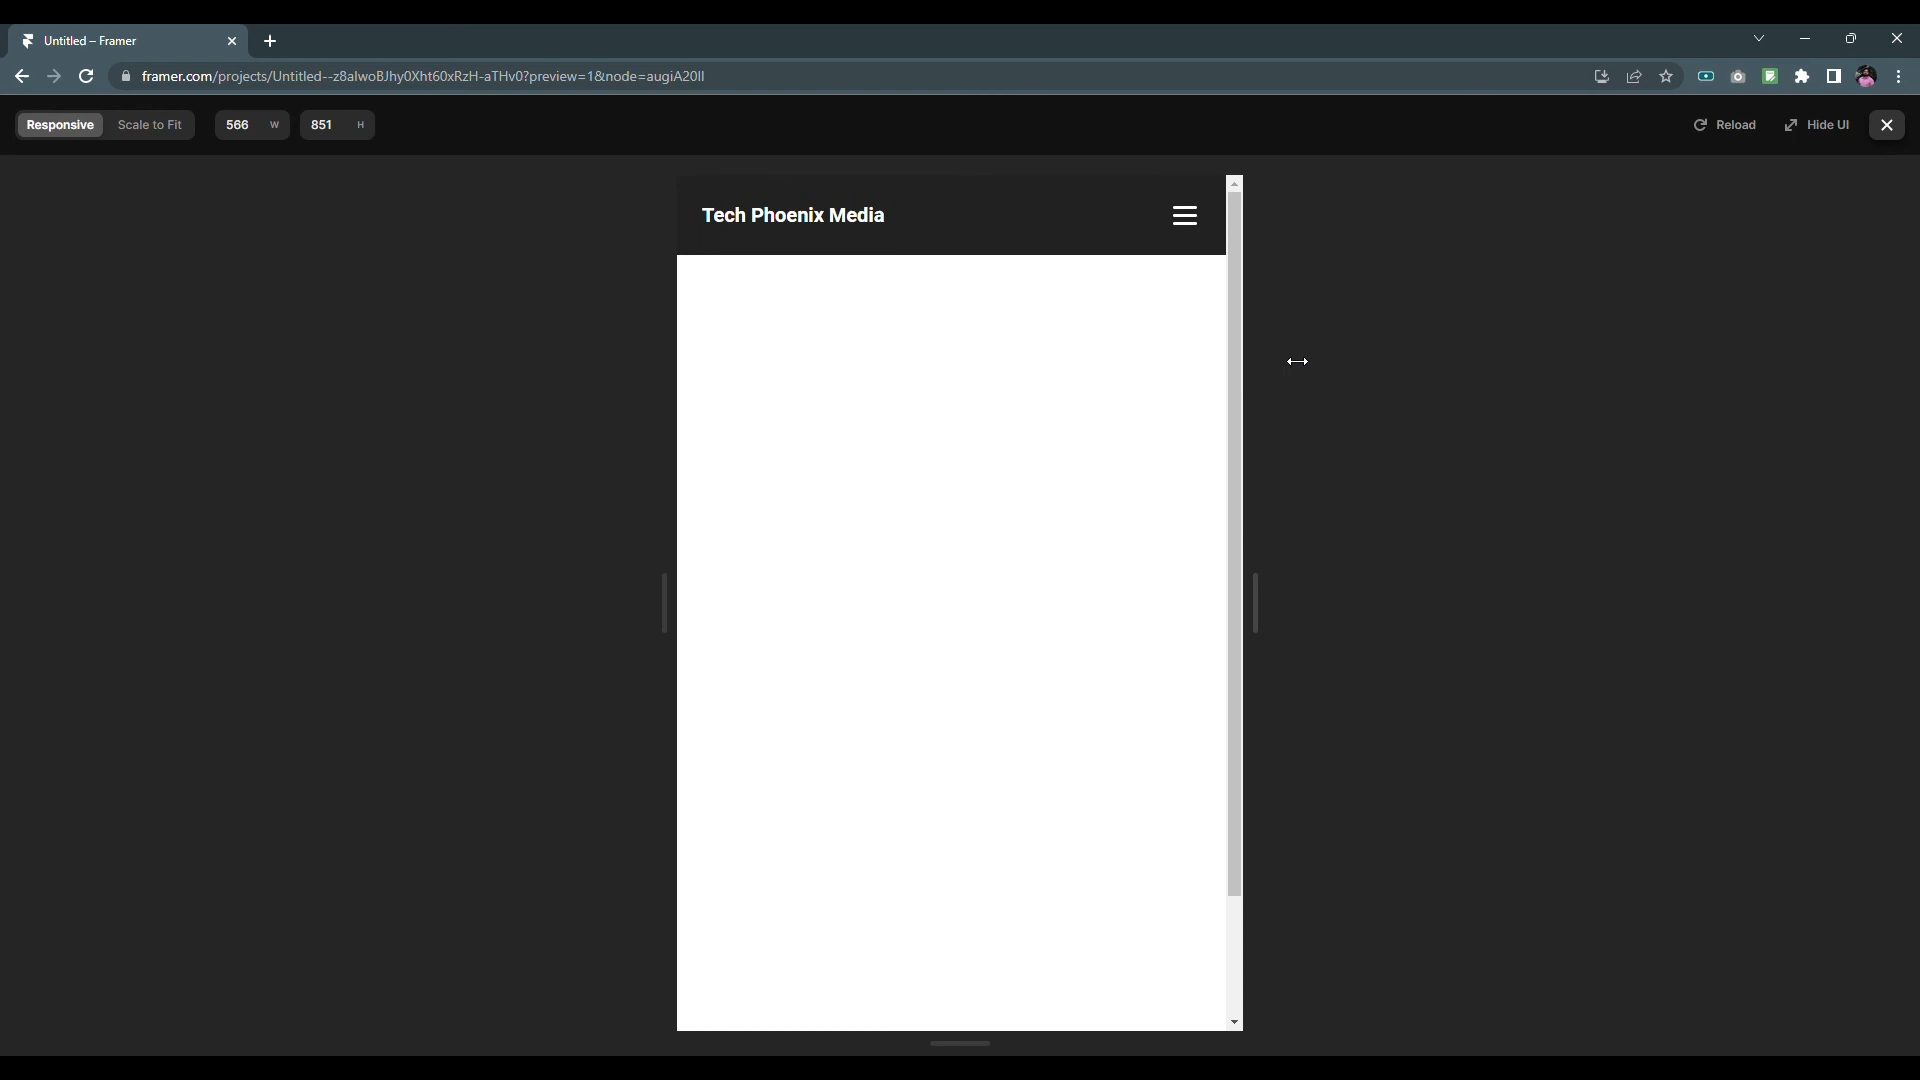 Untitled – Framer
framer.com/projects/Untitled--z8alwoBJhy0Xht60xRzH-aTHv0?preview=1&node=augiA20Il
Responsive Scale to Fit 566 W 851 H Reload Hide UI
Tech Phoenix Media